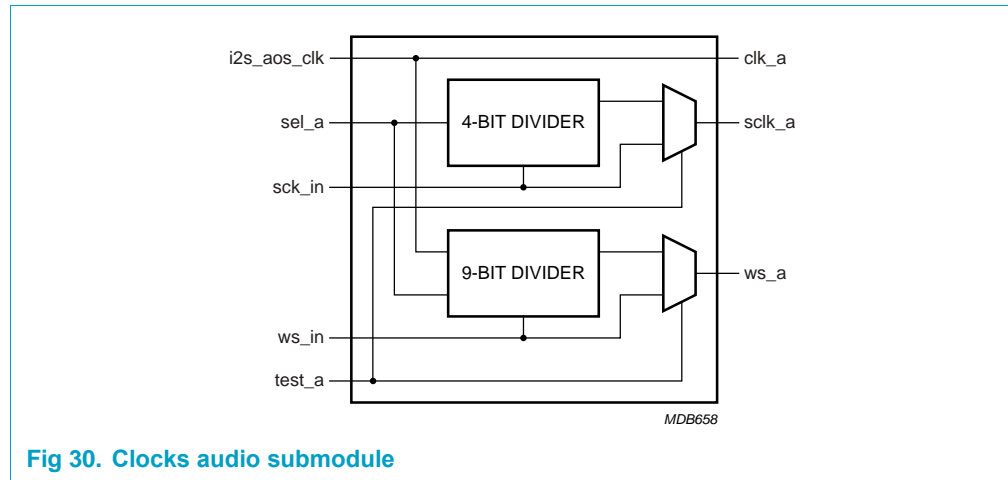 i2s_aos_clk
clk_a
sel_a
4-BIT DIVIDER
sclk_a
sck_in
9-BIT DIVIDER
ws_a
ws_in
test_a
MDB658
Fig 30. Clocks audio submodule